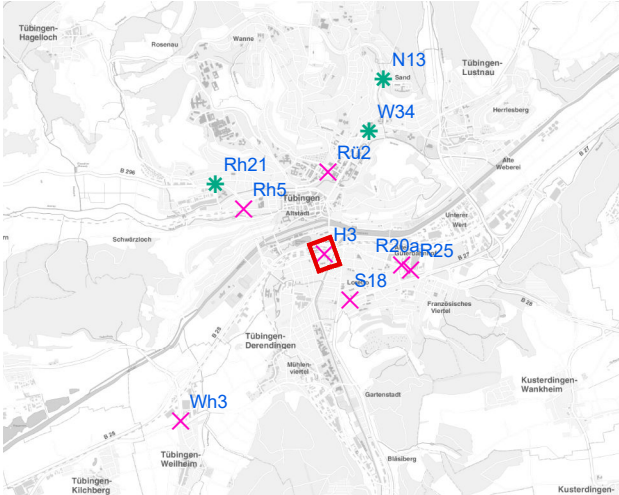 Tübingen-
Hagelloch
Rosenau
Wanne
N13
Sand
Tübingen-
Lustnau
Herrlesberg
W34
Rü2
Alte
Weberei
B 27
Rh21
B 296
Rh5
Tübingen
Altstadt
Unterm
Wert
Schwärzloch
H3
R20a
R25
B 27
S18
B 28
Französisches
Viertel
B 28
Tübingen-
Derendingen
Mühlen-
viertel
Gartenstadt
Kusterdingen-
Wankheim
Wh3
B 28
Tübingen-
Weilheim
Bläsiberg
Tübingen-
Kilchberg
Kusterdingen-